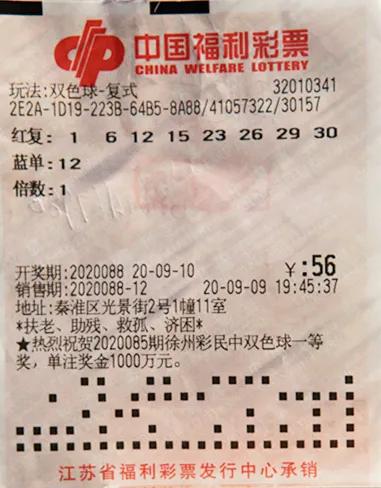 中国福利彩票
CHINA WELFARE LOTTERY
玩法:双色球-复式 32010341
2E2A-1D19-223B-64B5-8A88/41057322/30157
红复: 1 6 12 15 23 26 29 30
蓝单:12
倍数:1
开奖期:2020088 20-09-10 ¥:56
销售期:2020088-12 20-09-09 19:45:37
地址:秦淮区光景街2号1幢11室
*扶老、助残、救孤、济困*
★热烈祝贺2020085期徐州彩民中双色球一等
奖，单注奖金1000万元。
江苏省福利彩票发行中心承销